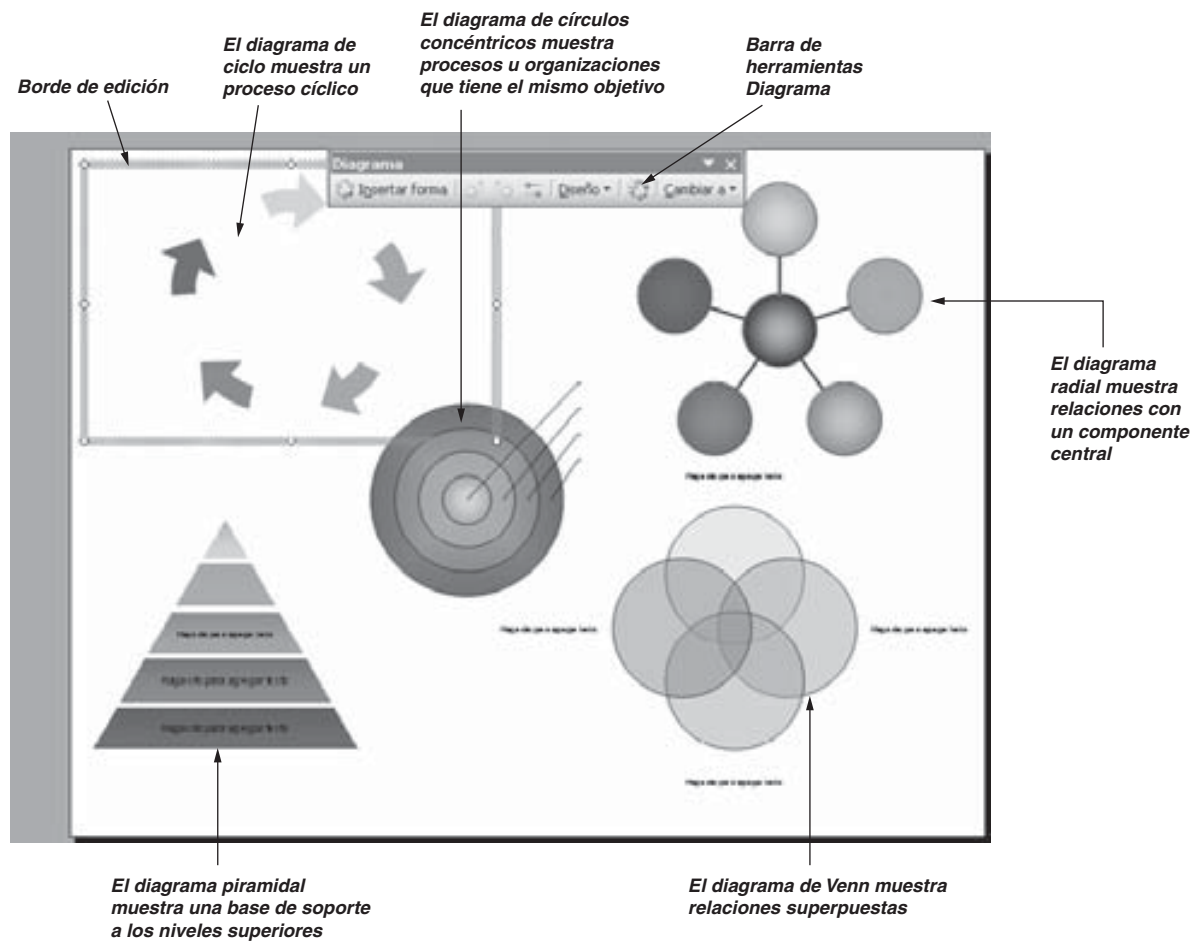 El diagrama de círculos
concéntricos muestra
procesos u organizaciones
que tiene el mismo objetivo
El diagrama de
ciclo muestra un
proceso cíclico
Barra de
herramientas
Diagrama
Borde de edición
Diagrama
Insertar forma
Diseño
Cambiar a
El diagrama
radial muestra
relaciones con
un componente
central
El diagrama piramidal
muestra una base de soporte
a los niveles superiores
El diagrama de Venn muestra
relaciones superpuestas